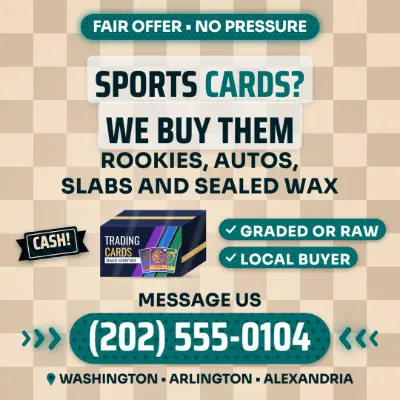 FAIR OFFER • NO PRESSURE
SPORTS CARDS?
WE BUY THEM
ROOKIES, AUTOS,
SLABS AND SEALED WAX
CASH!
TRADING
CARDS
✓ GRADED OR RAW
✓ LOCAL BUYER
MESSAGE US
(202) 555-0104
WASHINGTON • ARLINGTON • ALEXANDRIA